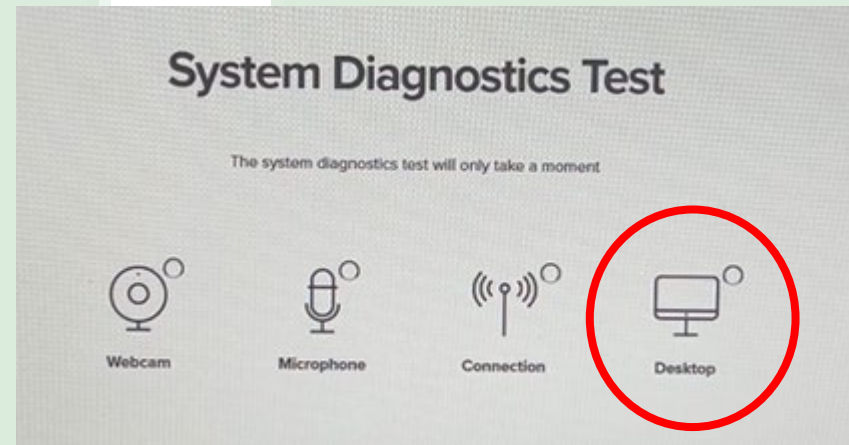 System Diagnostics Test
The system diagnostics test will only take a moment
Webcam
Microphone
Connection
Desktop